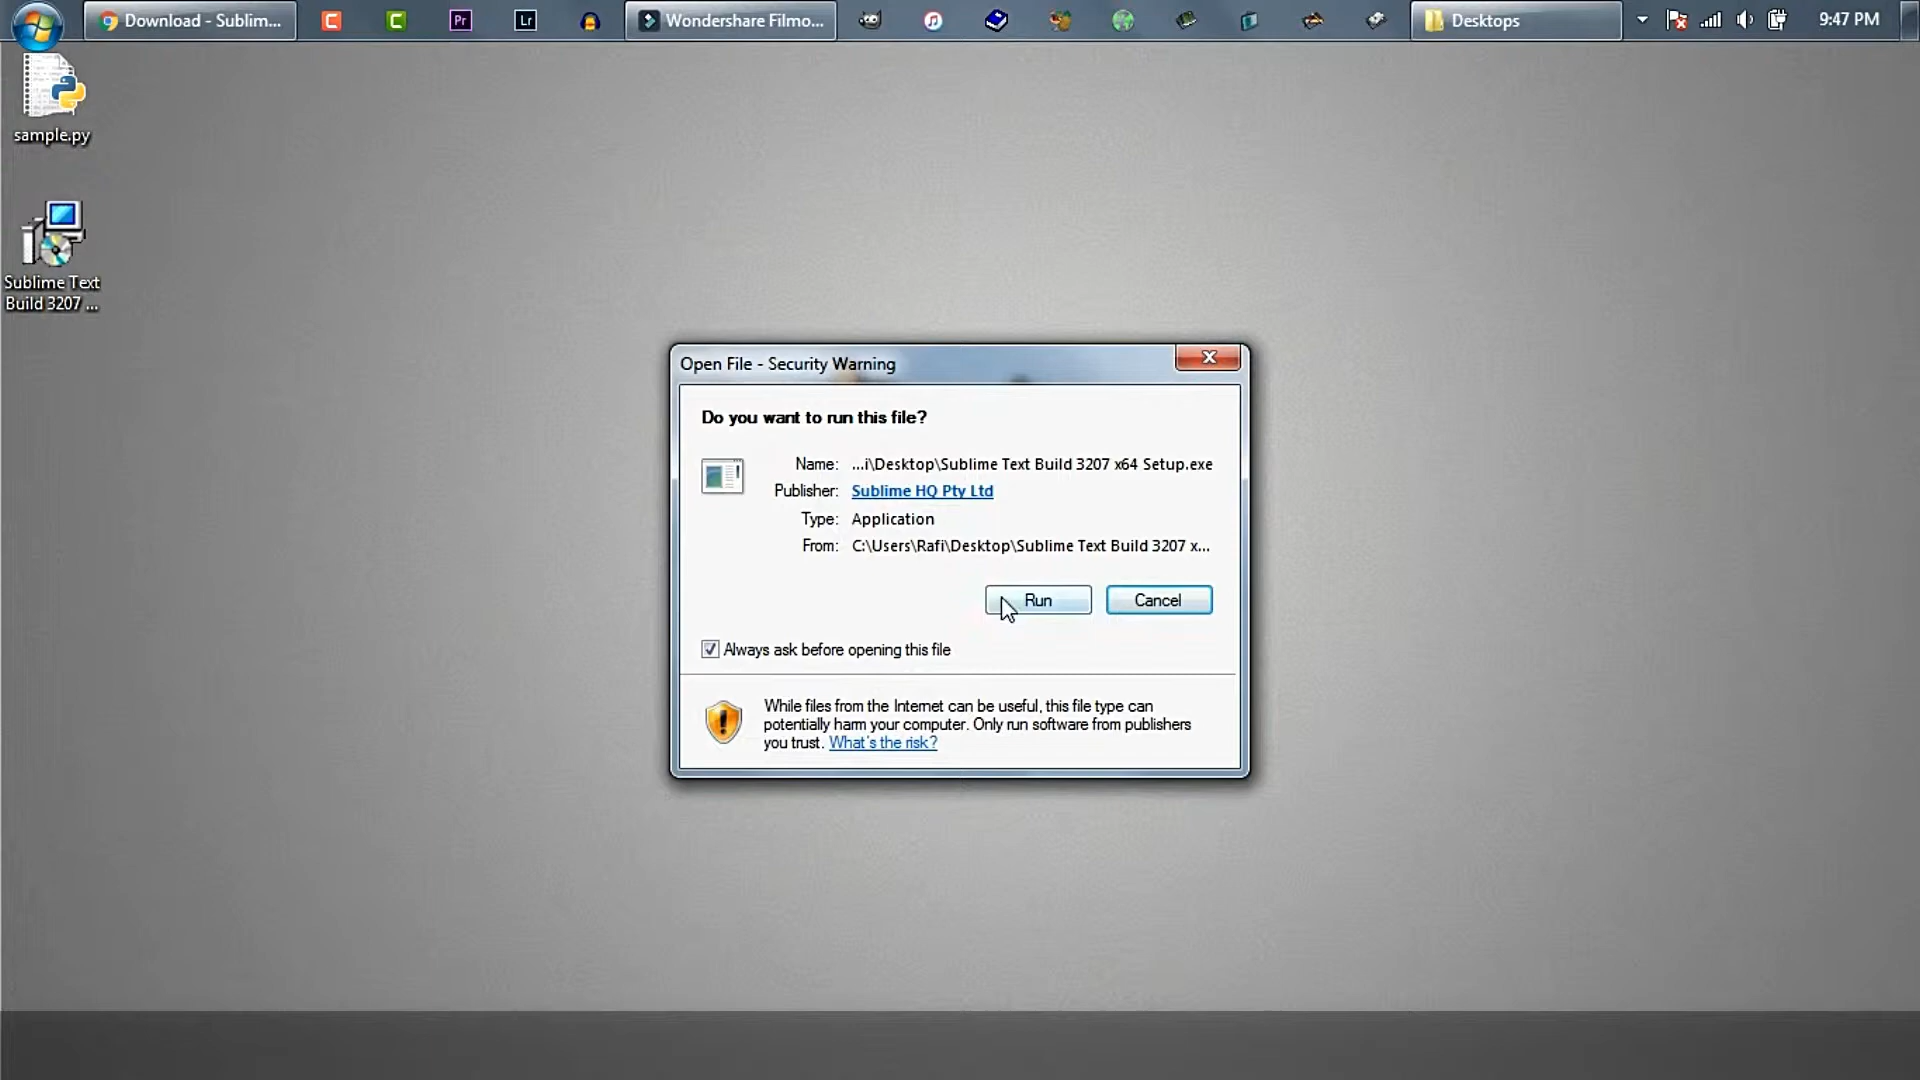 Download - Sublim...
C
C
Pr
Lr
Wondershare Filmo...
Desktops
9:47 PM
sample.py
Sublime Text
Build 3207 ...
Open File - Security Warning
Do you want to run this file?
Name: ...i\Desktop\Sublime Text Build 3207 x64 Setup.exe
Publisher: Sublime HQ Pty Ltd
Type: Application
From: C:\Users\Rafi\Desktop\Sublime Text Build 3207 x...
Run
Cancel
Always ask before opening this file
While files from the Internet can be useful, this file type can
potentially harm your computer. Only run software from publishers
you trust. What's the risk?